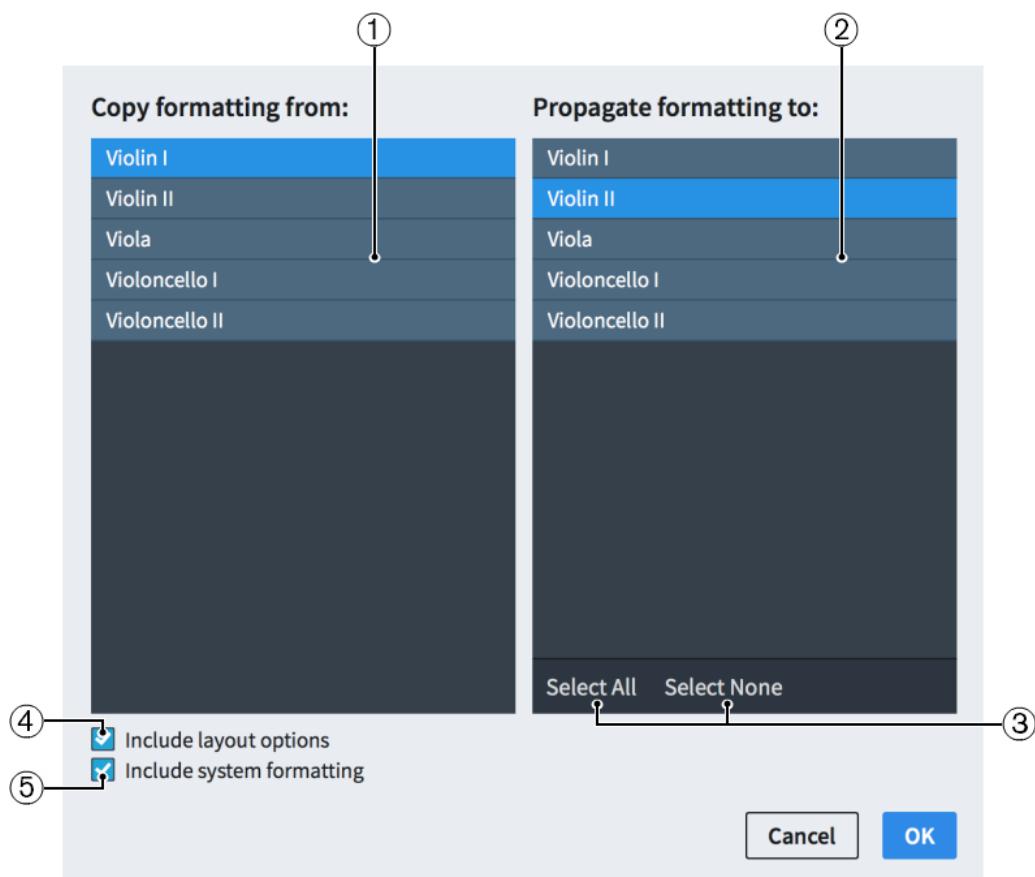 ① ②
Copy formatting from:
Violin I
Violin II
Viola
Violoncello I
Violoncello II
Propagate formatting to:
Violin I
Violin II
Viola
Violoncello I
Violoncello II
Select All Select None
③
④ Include layout options
⑤ Include system formatting
Cancel OK